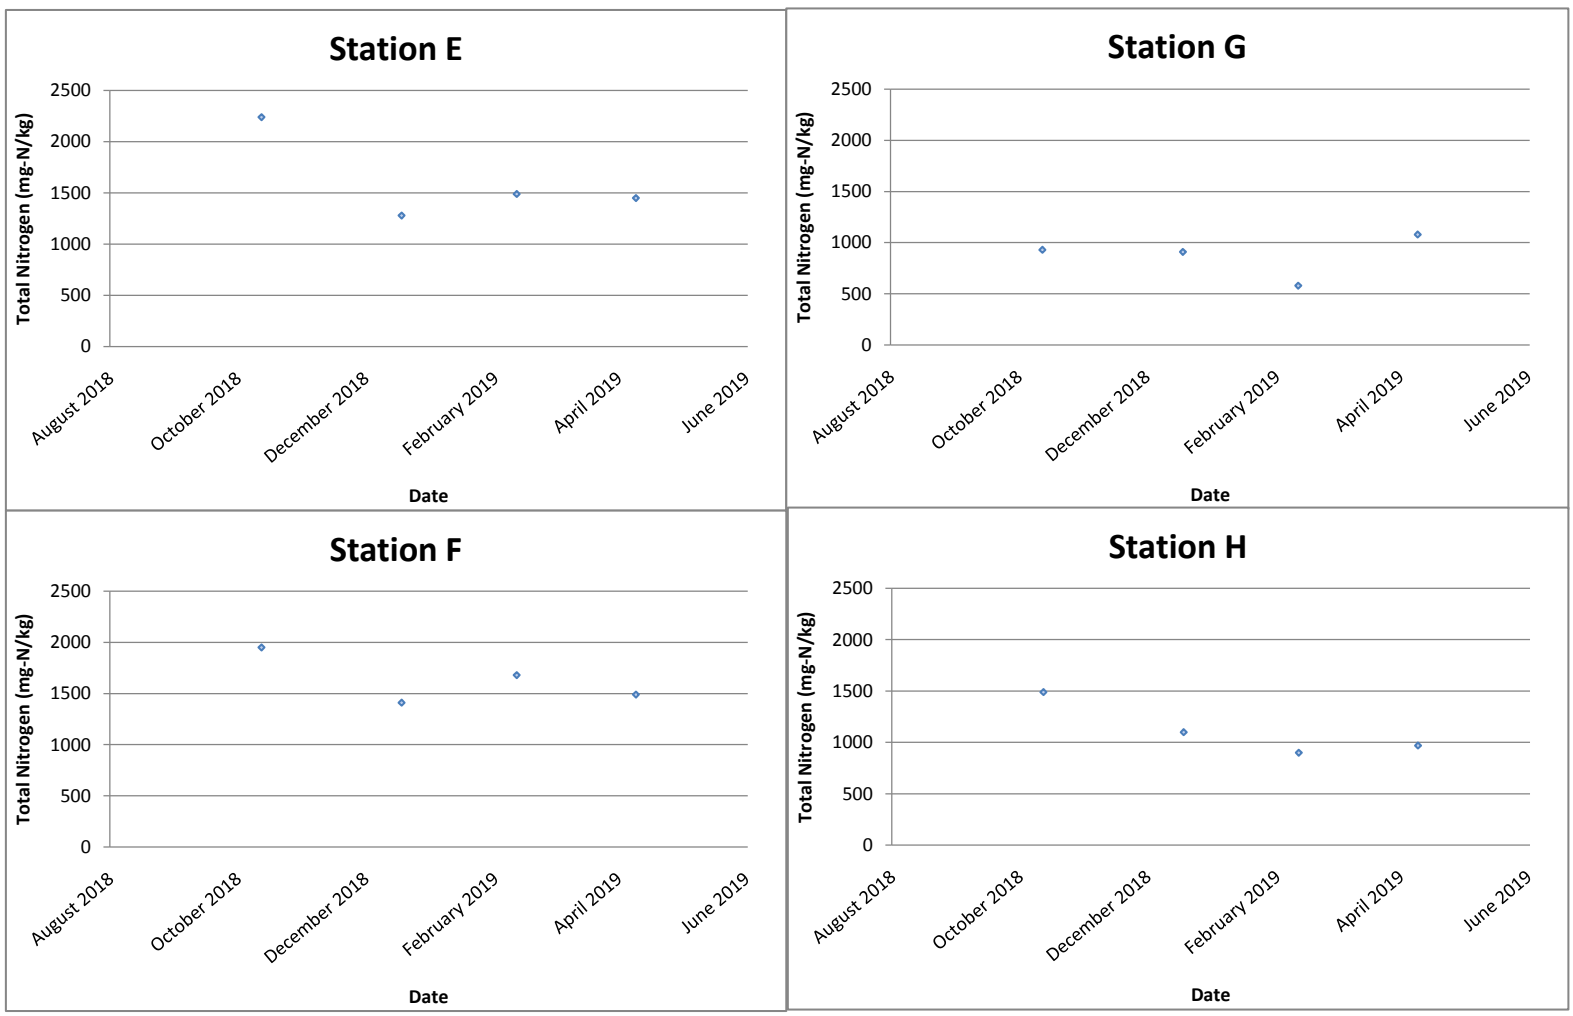 Station E
Total Nitrogen (mg-N/kg)
2500
2000
1500
1000
500
0
August 2018
October 2018
December 2018
February 2019
April 2019
June 2019
Date
Station G
Total Nitrogen (mg-N/kg)
2500
2000
1500
1000
500
0
August 2018
October 2018
December 2018
February 2019
April 2019
June 2019
Date
Station F
Total Nitrogen (mg-N/kg)
2500
2000
1500
1000
500
0
August 2018
October 2018
December 2018
February 2019
April 2019
June 2019
Date
Station H
Total Nitrogen (mg-N/kg)
2500
2000
1500
1000
500
0
August 2018
October 2018
December 2018
February 2019
April 2019
June 2019
Date